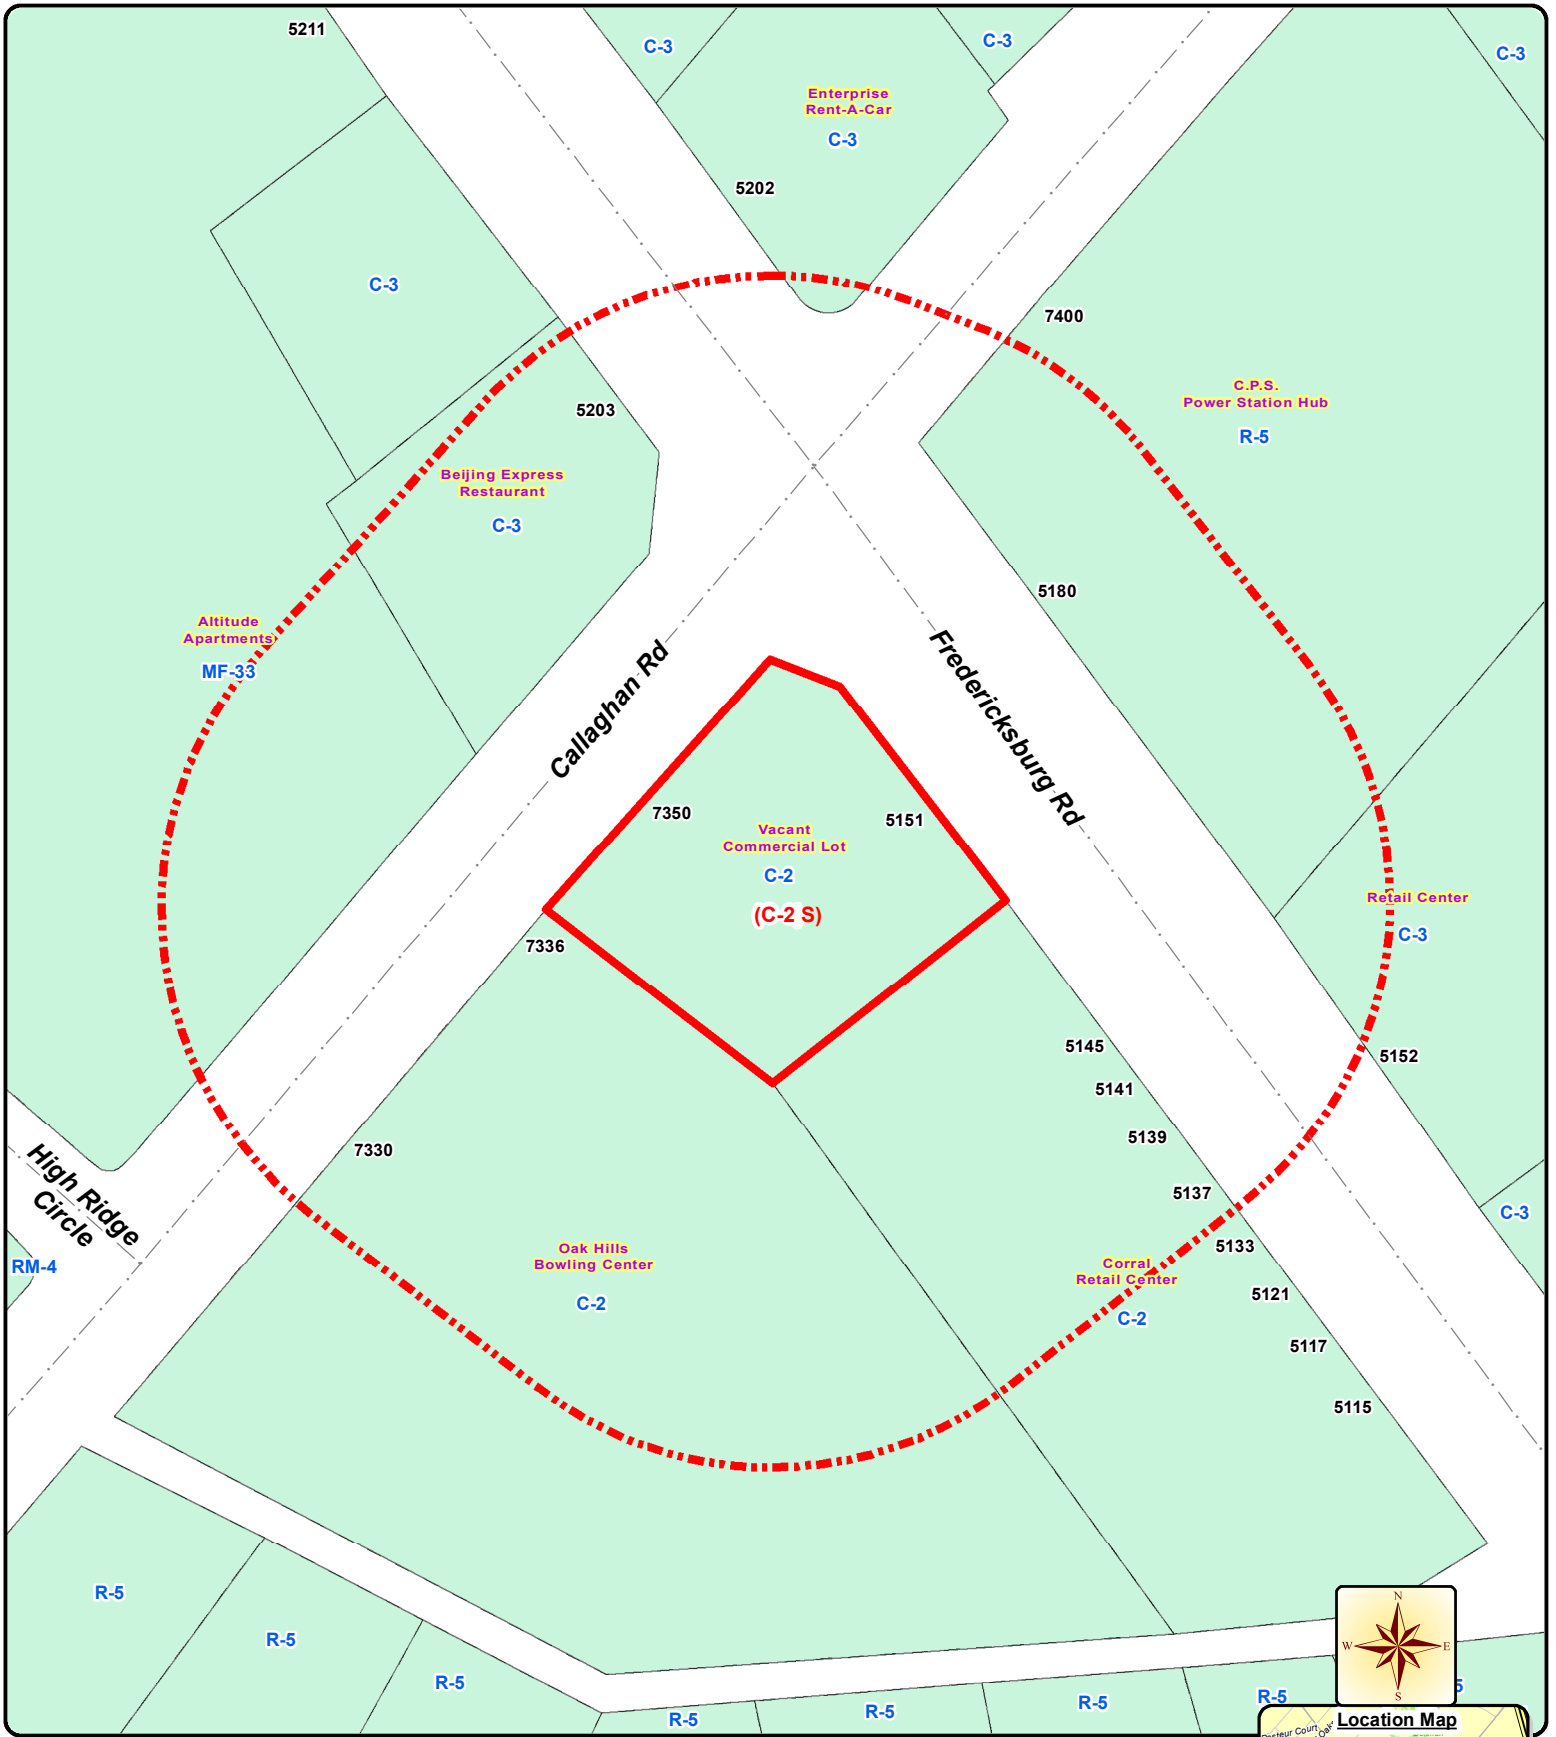 5211
C-3
C-3
C-3
Enterprise
Rent-A-Car
C-3
5202
C-3
7400
C.P.S.
Power Station Hub
R-5
5203
Beijing Express
Restaurant
C-3
5180
Altitude
Apartments
MF-33
Callaghan Rd
Fredericksburg Rd
7350
5151
Vacant
Commercial Lot
C-2
(C-2 S)
Retail Center
C-3
7336
5145
5152
5141
5139
7330
High Ridge
Circle
5137
C-3
RM-4
5133
Oak Hills
Bowling Center
C-2
Corral
Retail Center
C-2
5121
5117
5115
R-5
R-5
R-5
R-5
R-5
R-5
R-5
5
N
W
E
S
Location Map
Court